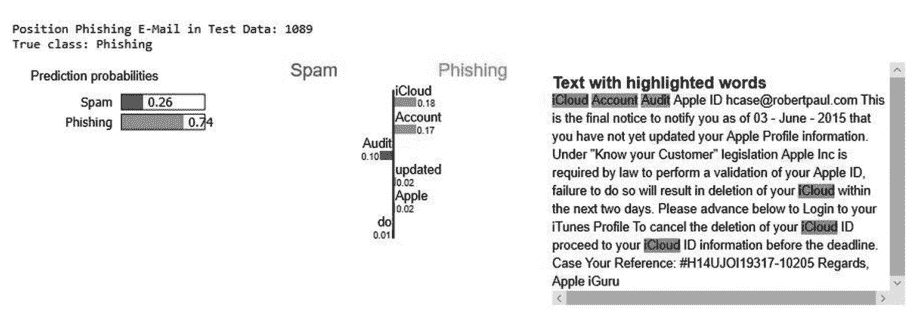 Position Phishing E-Mail in Test Data: 1089
True class: Phishing
Prediction probabilities
Spam 0.26
Phishing 0.74
Spam Phishing
iCloud
0.18
Account
0.17
Audit
0.10
updated
0.02
Apple
0.02
do
0.01
Text with highlighted words
iCloud Account Audit Apple ID hcase@robertpaul.com This
is the final notice to notify you as of 03 - June - 2015 that
you have not yet updated your Apple Profile information.
Under "Know your Customer" legislation Apple Inc is
required by law to perform a validation of your Apple ID,
failure to do so will result in deletion of your iCloud within
the next two days. Please advance below to Login to your
iTunes Profile To cancel the deletion of your iCloud ID
proceed to your iCloud ID information before the deadline.
Case Your Reference: #H14UJOI19317-10205 Regards,
Apple iGuru